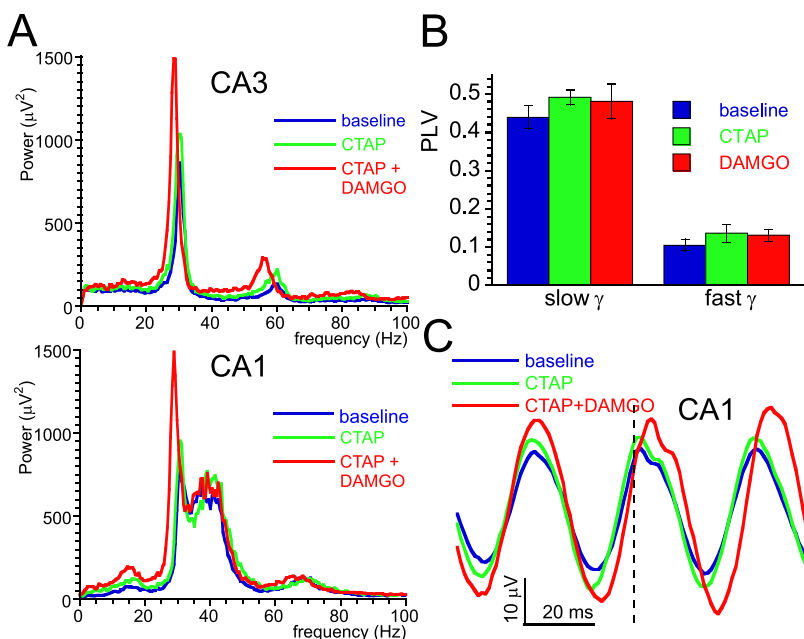 A
CA3
Power (μV²)
1500
1000
500
0
0 20 40 60 80 100
frequency (Hz)
baseline
CTAP
CTAP +
DAMGO
CA1
Power (μV²)
1500
1000
500
0
0 20 40 60 80 100
frequency (Hz)
baseline
CTAP
CTAP +
DAMGO
B
PLV
0.5
0.4
0.3
0.2
0.1
0
slow γ fast γ
baseline
CTAP
DAMGO
C
baseline
CTAP
CTAP+DAMGO
CA1
10 μV
20 ms